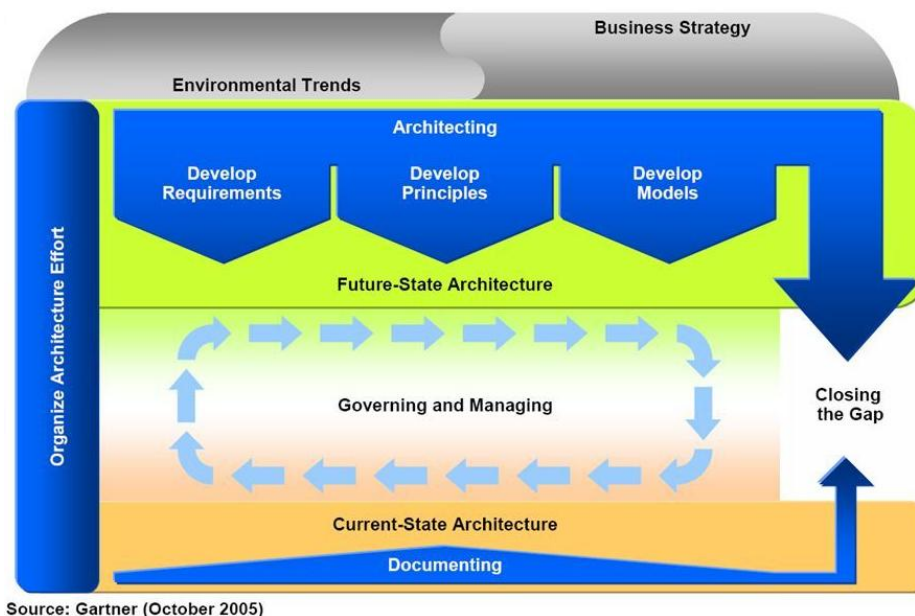 Business Strategy
Environmental Trends
Architecting
Develop
Requirements
Develop
Principles
Develop
Models
Organize Architecture Effort
Future-State Architecture
Governing and Managing
Closing
the Gap
Current-State Architecture
Documenting
Source: Gartner (October 2005)